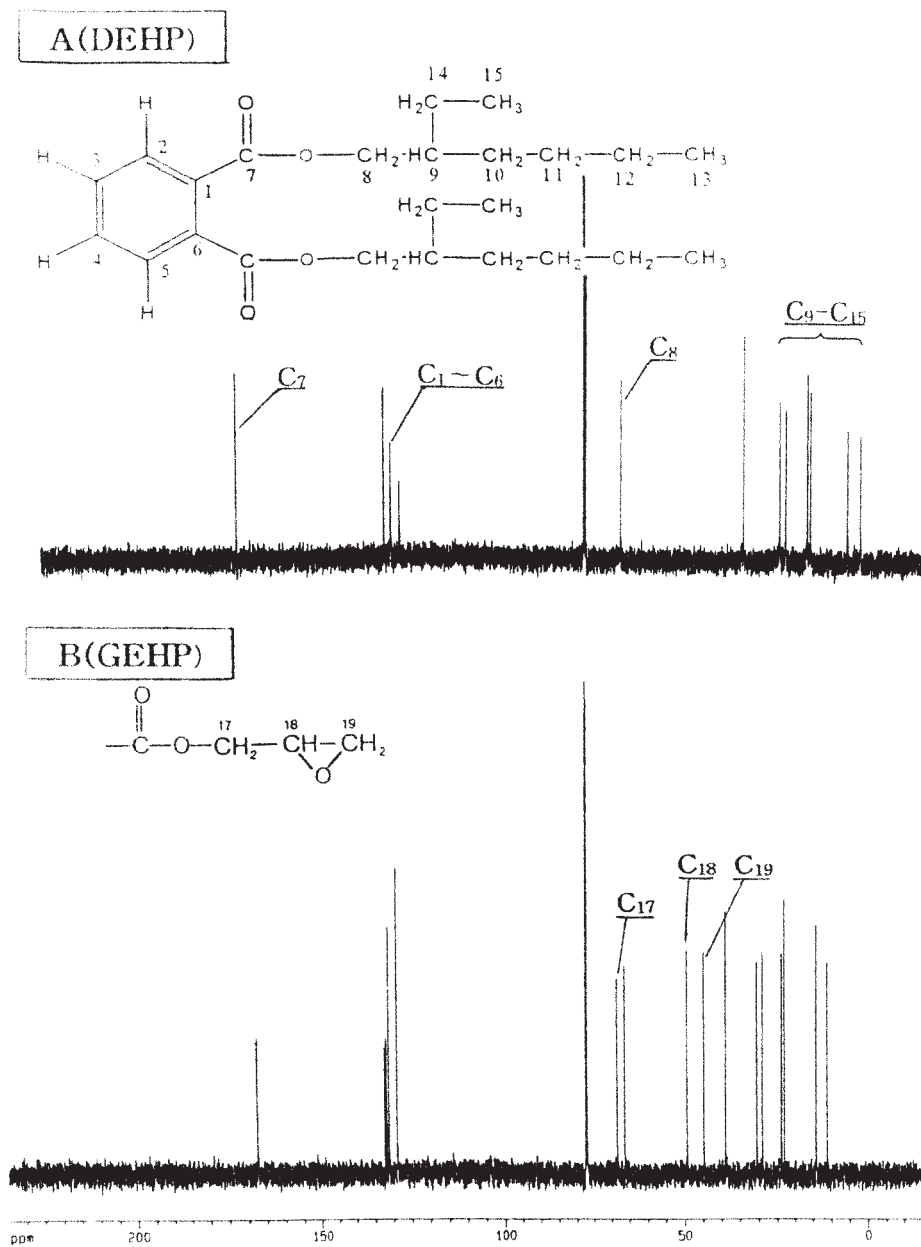 A(DEHP)
14 15
H₂C—CH₃
H O
H 3 2 C—O—CH₂—HC—CH₂—CH₂—CH₂—CH₃
1 7 8 9 10 11 12 13
H₂C—CH₃
H 4 5 6 C—O—CH₂—HC—CH₂—CH₂—CH₂—CH₃
H O
C₇
C₁~C₆
C₈
C₉-C₁₅
B(GEHP)
O
17 18 19
—C—O—CH₂—CH—CH₂
O
C₁₇
C₁₈
C₁₉
ppm 200 150 100 50 0